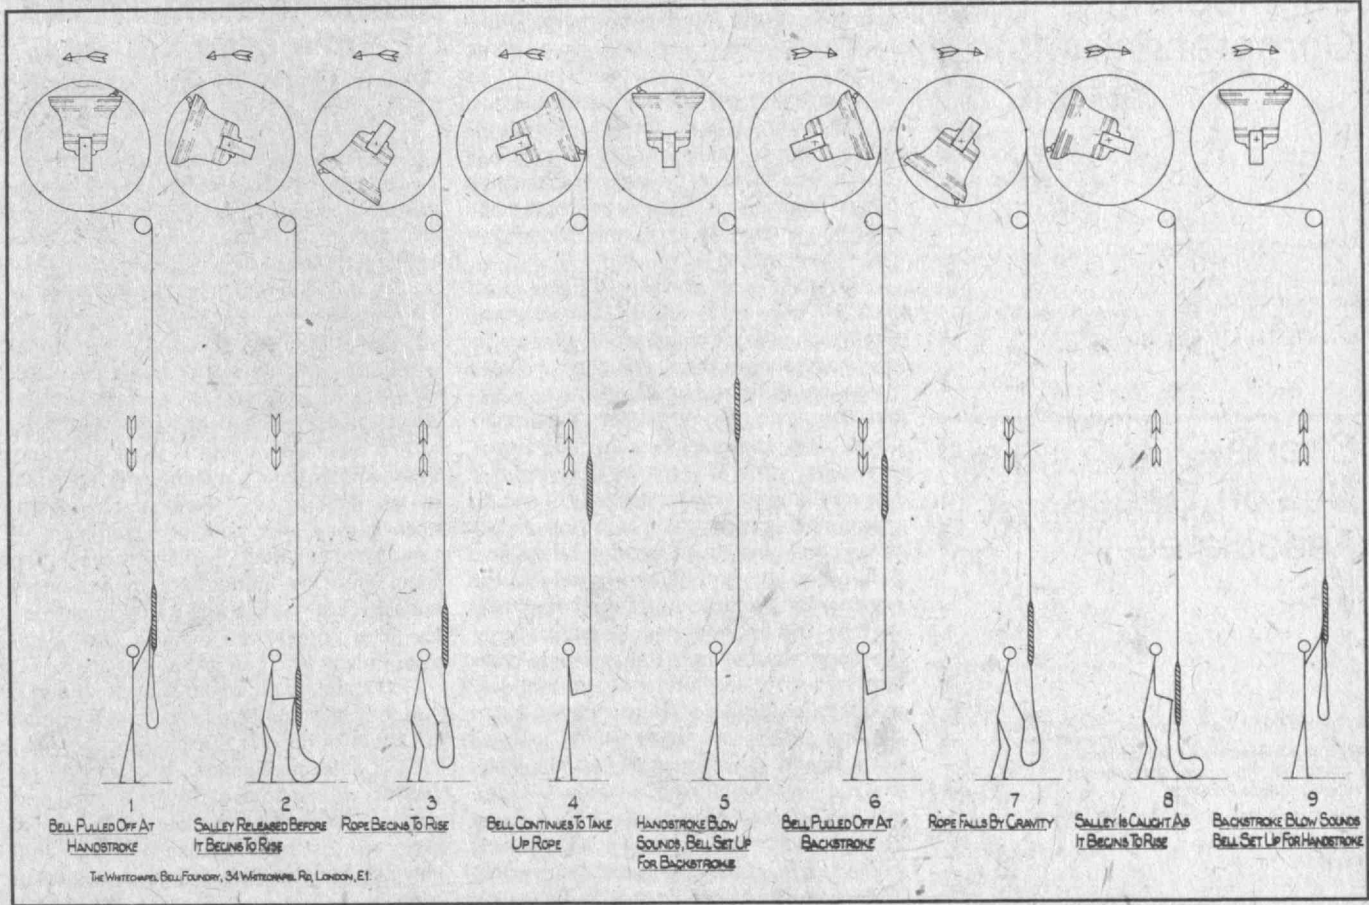 1
BELL PULLED OFF AT
HANDSTROKE
2
SALLEY RELEASED BEFORE
IT BEGINS TO RISE
3
ROPE BEGINS TO RISE
4
BELL CONTINUES TO TAKE
UP ROPE
5
HANDSTROKE BLOW
SOUNDS, BELL SET UP
FOR BACKSTROKE
6
BELL PULLED OFF AT
BACKSTROKE
7
ROPE FALLS BY GRAVITY
8
SALLEY IS CAUGHT AS
IT BEGINS TO RISE
9
BACKSTROKE BLOW SOUNDS
BELL SET UP FOR HANDSTROKE
THE WHITECHAPEL BELL FOUNDRY, 34 WHITECHAPEL RD, LONDON, E1.